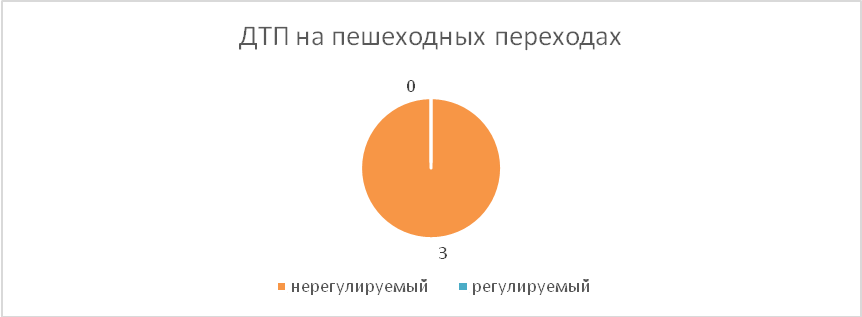 ДТП на пешеходных переходах
0
3
нерегулируемый регулируемый